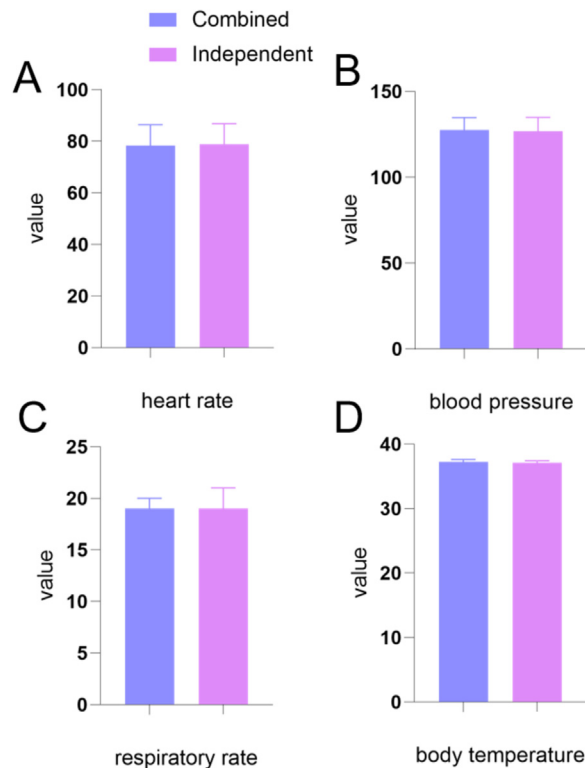 Combined
Independent
A
100
80
60
40
20
0
value
heart rate
B
150
100
50
0
value
blood pressure
C
25
20
15
10
5
0
value
respiratory rate
D
40
30
20
10
0
value
body temperature